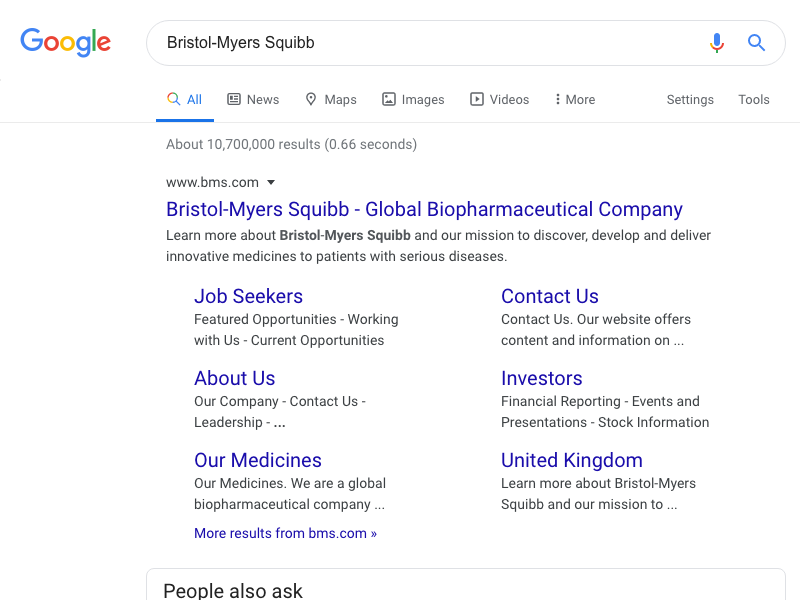 Google
Bristol-Myers Squibb
All News Maps Images Videos More Settings Tools
About 10,700,000 results (0.66 seconds)
www.bms.com
Bristol-Myers Squibb - Global Biopharmaceutical Company
Learn more about Bristol-Myers Squibb and our mission to discover, develop and deliver
innovative medicines to patients with serious diseases.
Job Seekers
Featured Opportunities - Working
with Us - Current Opportunities
Contact Us
Contact Us. Our website offers
content and information on ...
About Us
Our Company - Contact Us -
Leadership - ...
Investors
Financial Reporting - Events and
Presentations - Stock Information
Our Medicines
Our Medicines. We are a global
biopharmaceutical company ...
United Kingdom
Learn more about Bristol-Myers
Squibb and our mission to ...
More results from bms.com »
People also ask